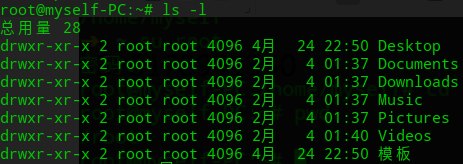 root@myself-PC:~# ls -l
总用量 28
drwxr-xr-x 2 root root 4096 4月   24 22:50 Desktop
drwxr-xr-x 2 root root 4096 2月    4 01:37 Documents
drwxr-xr-x 2 root root 4096 2月    4 01:37 Downloads
drwxr-xr-x 2 root root 4096 2月    4 01:37 Music
drwxr-xr-x 2 root root 4096 2月    4 01:37 Pictures
drwxr-xr-x 2 root root 4096 2月    4 01:40 Videos
drwxr-xr-x 2 root root 4096 4月   24 22:50 模板